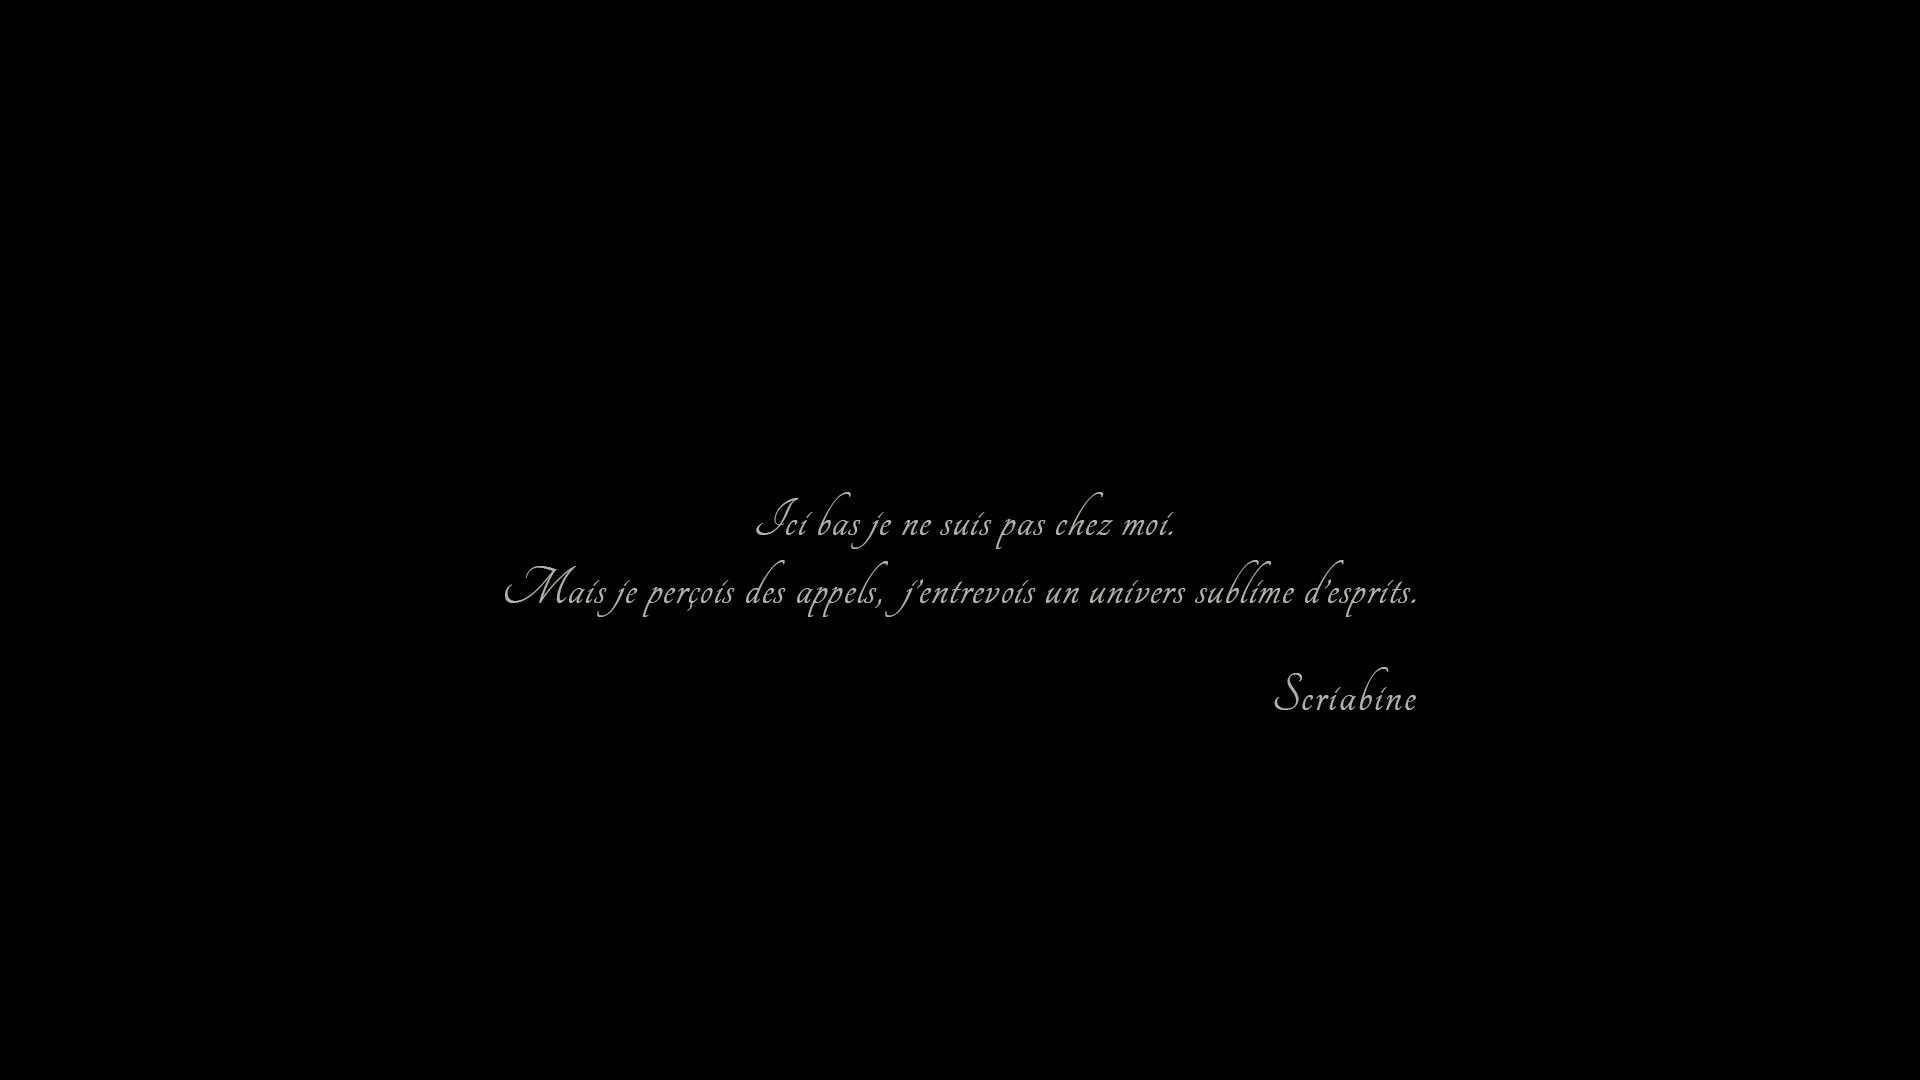 Ici bas je ne suis pas chez moi.
Mais je perçois des appels, j'entrevois un univers sublime d'esprits.
Scriabine